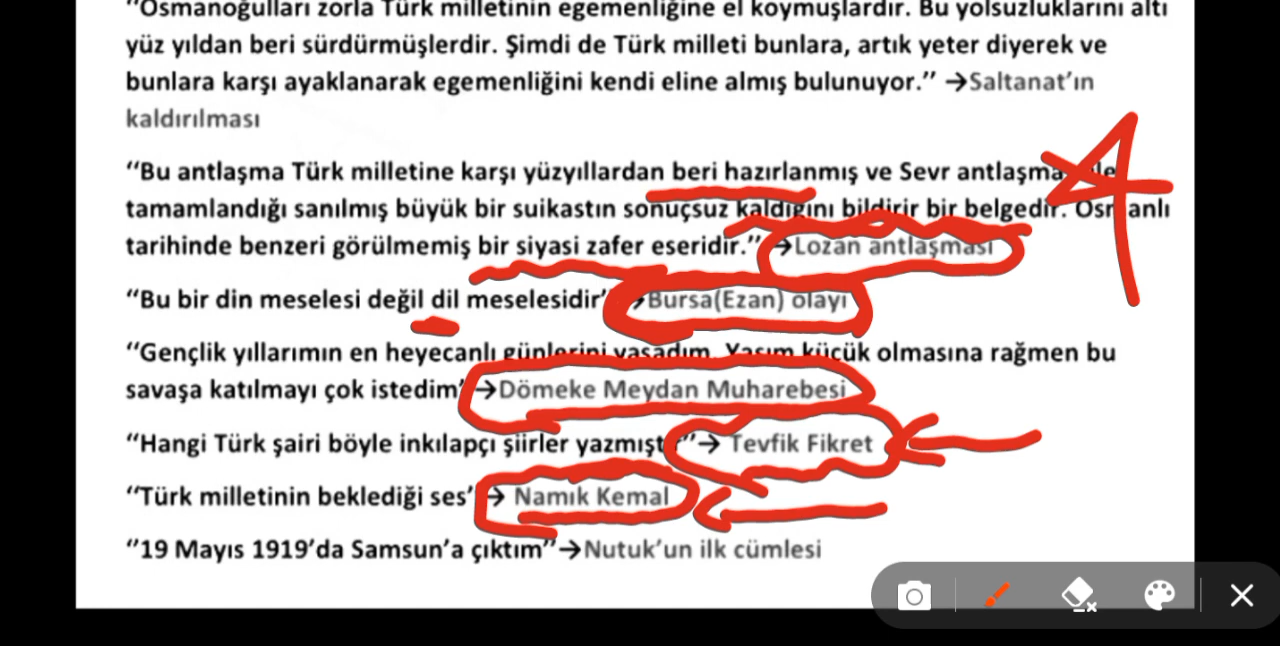 "Osmanoğulları zorla Türk milletinin egemenliğine el koymuşlardır. Bu yolsuzluklarını altı
yüz yıldan beri sürdürmüşlerdir. Şimdi de Türk milleti bunlara, artık yeter diyerek ve
bunlara karşı ayaklanarak egemenliğini kendi eline almış bulunuyor.” →Saltanat’ın
kaldırılması
“Bu antlaşma Türk milletine karşı yüzyıllardan beri hazırlanmış ve Sevr
tamamlandığı sanılmış büyük bir suikastın sonuçsuz kaldığını bildirir bir belgedir. Osmanlı
tarihinde benzeri görülmemiş bir siyasi zafer eseridir.” →Lozan antlaşması
“Bu bir din meselesi değil dil meselesidir” →Bursa(Ezan) olayı
“Gençlik yıllarımın en heyecanlı günlerini yaşadım. Yaşım küçük olmasına rağmen bu
savaşa katılmayı çok istedim” →Dömeke Meydan Muharebesi
“Hangi Türk şairi böyle inkılapçı şiirler → Tevfik Fikret
“Türk milletinin beklediği ses” → Namık Kemal
“19 Mayıs 1919’da Samsun’a çıktım” →Nutuk’un ilk cümlesi